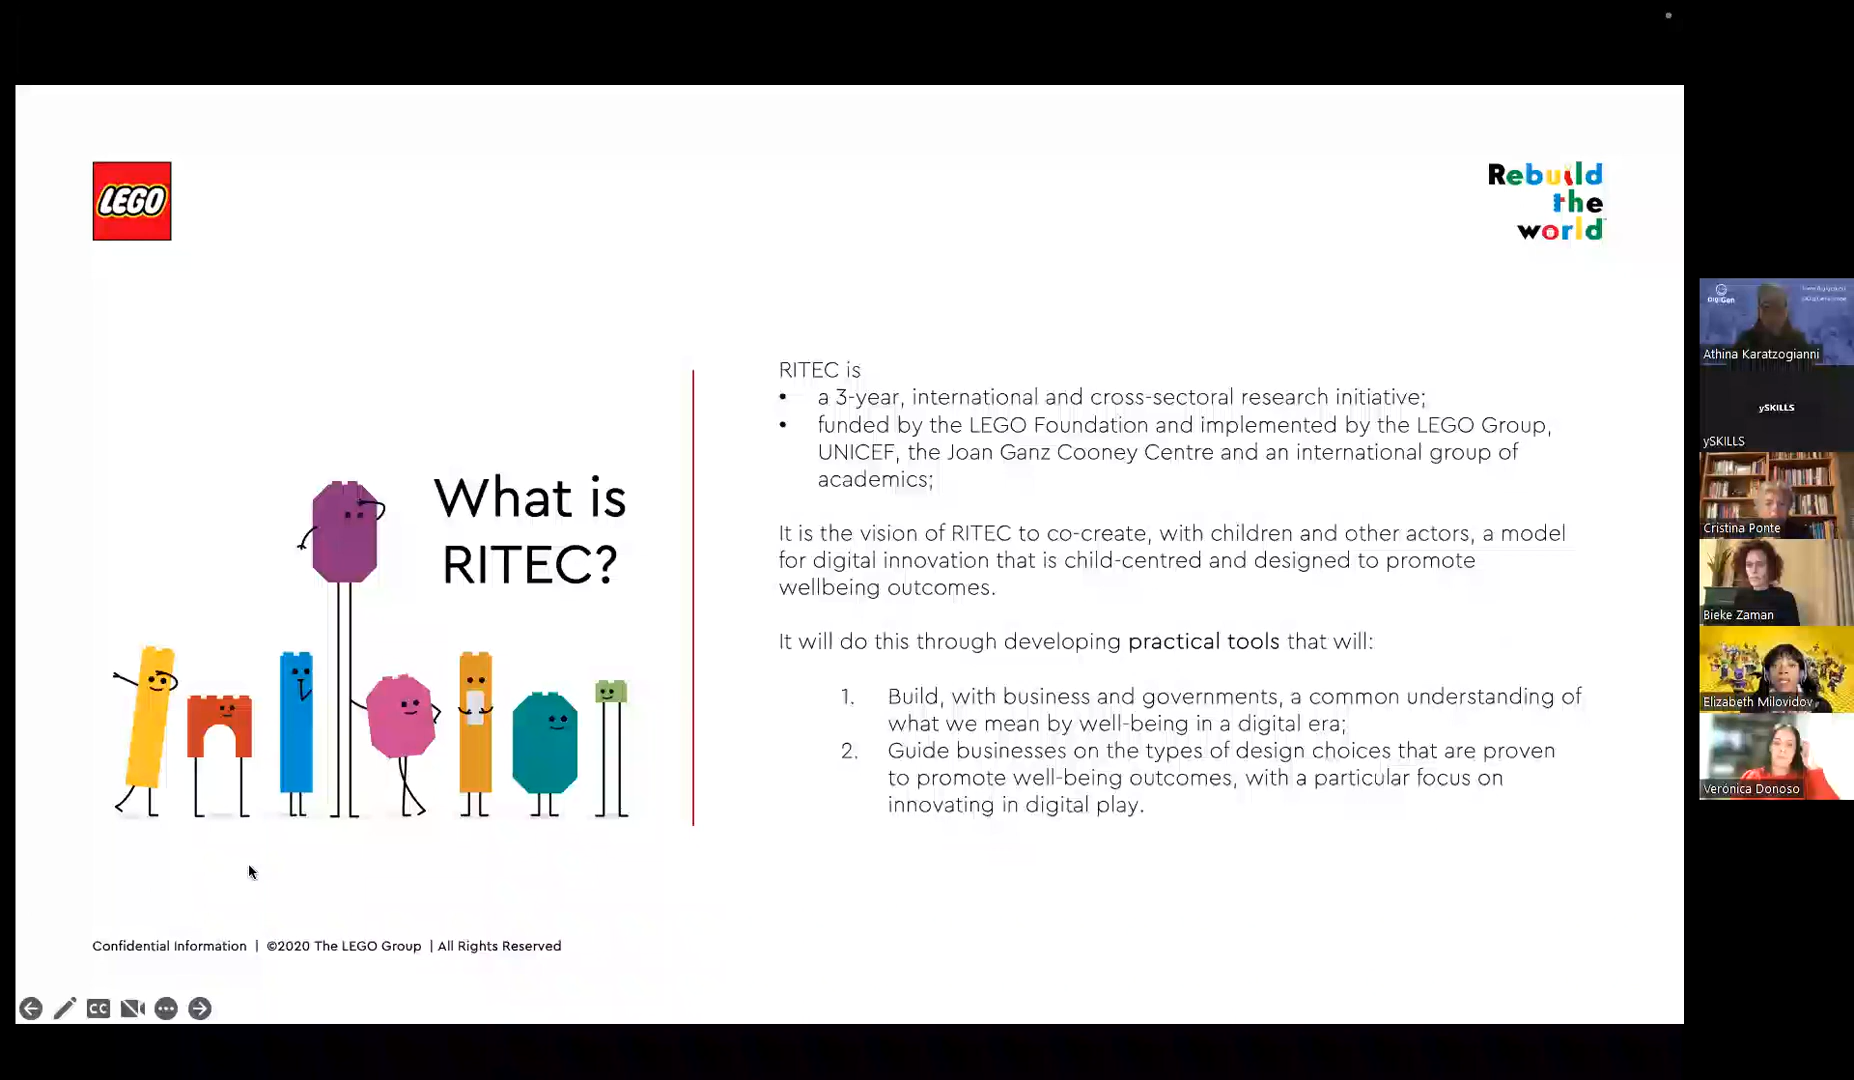 LEGO
Rebuild
the
world
What is
RITEC?
RITEC is
• a 3-year, international and cross-sectoral research initiative;
• funded by the LEGO Foundation and implemented by the LEGO Group,
UNICEF, the Joan Ganz Cooney Centre and an international group of
academics;
It is the vision of RITEC to co-create, with children and other actors, a model
for digital innovation that is child-centred and designed to promote
wellbeing outcomes.
It will do this through developing practical tools that will:
1. Build, with business and governments, a common understanding of
what we mean by well-being in a digital era;
2. Guide businesses on the types of design choices that are proven
to promote well-being outcomes, with a particular focus on
innovating in digital play.
Confidential Information | ©2020 The LEGO Group | All Rights Reserved
CC
DigiGen
Athina Karatzogianni
ySKILLS
ySKILLS
Cristina Ponte
Bieke Zaman
Elizabeth Milovidov
Verónica Donoso